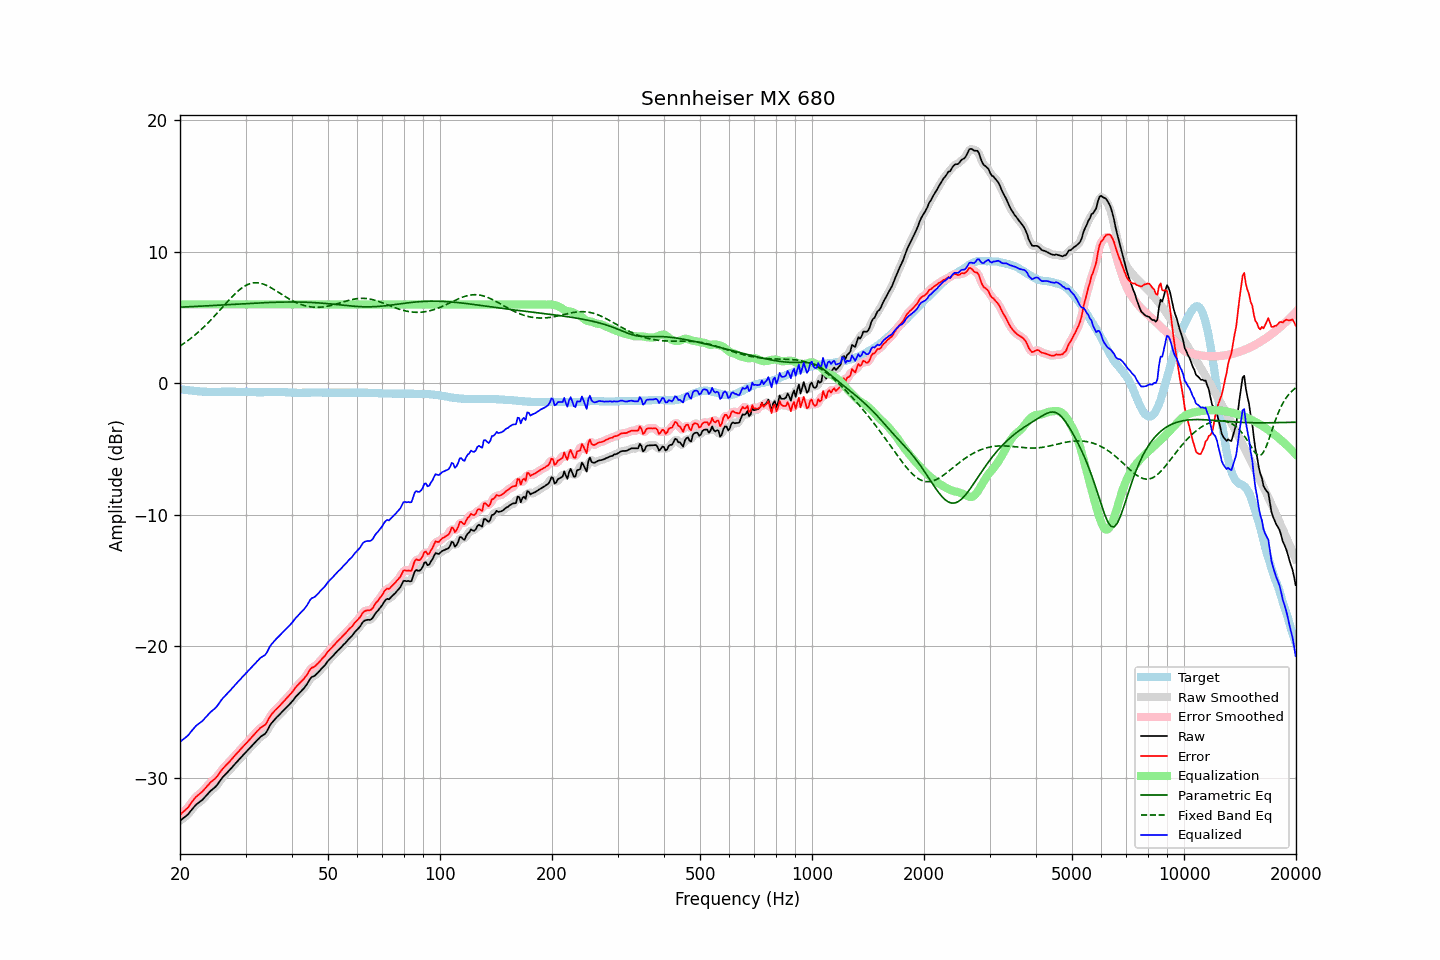 Sennheiser MX 680
Amplitude (dBr)
20
10
0
−10
−20
−30
20
50
100
200
500
1000
2000
5000
10000
20000
Frequency (Hz)
Target
Raw Smoothed
Error Smoothed
Raw
Error
Equalization
Parametric Eq
Fixed Band Eq
Equalized